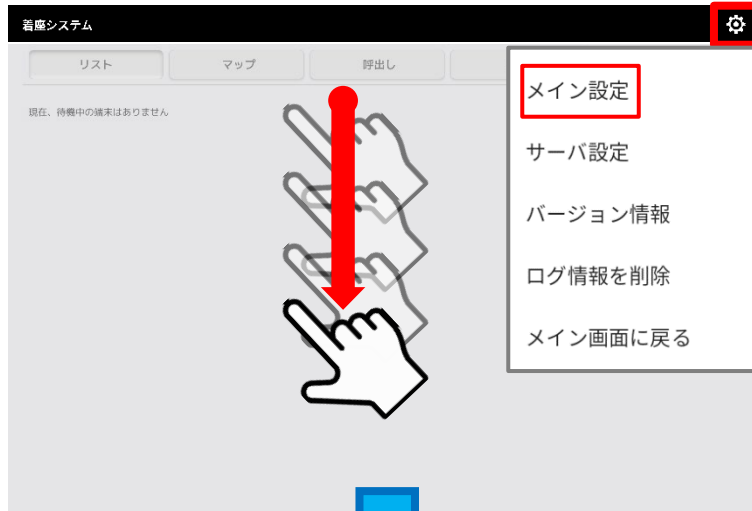 着座システム
リスト
マップ
呼出し
現在、待機中の端末はありません
メイン設定
サーバ設定
バージョン情報
ログ情報を削除
メイン画面に戻る